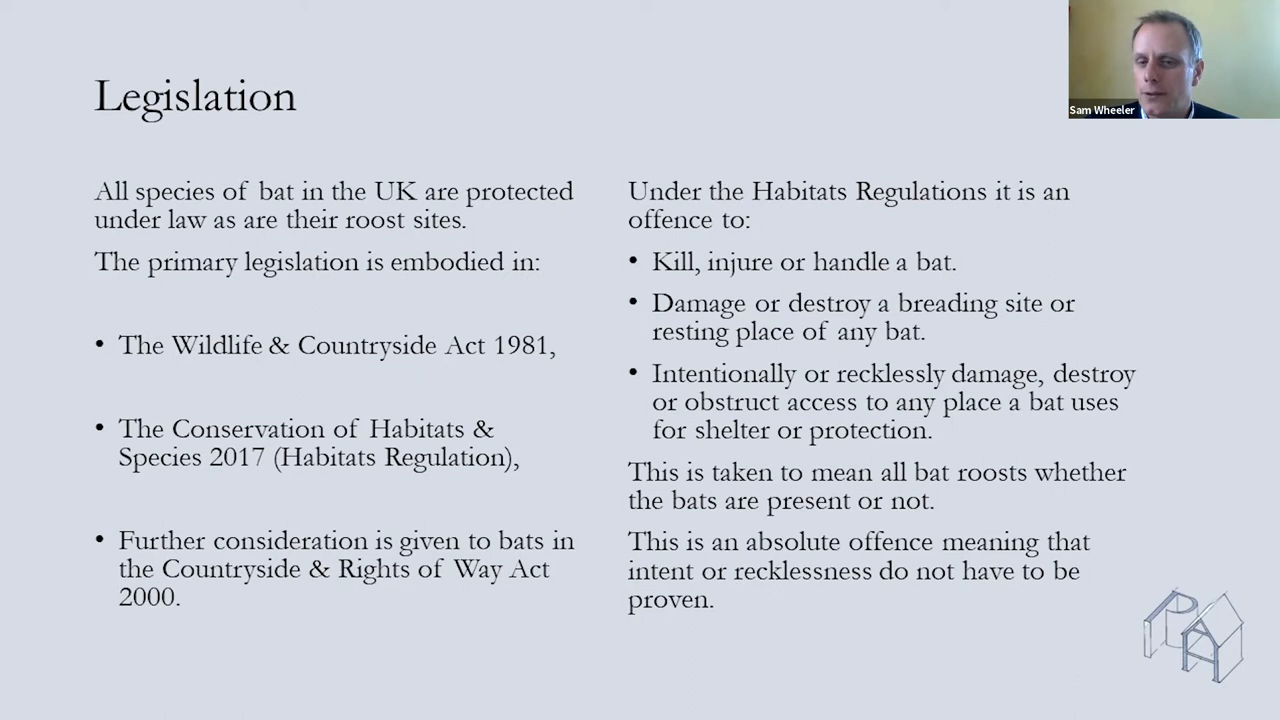 Legislation
Sam Wheeler
All species of bat in the UK are protected
under law as are their roost sites.
The primary legislation is embodied in:
• The Wildlife & Countryside Act 1981,
• The Conservation of Habitats &
Species 2017 (Habitats Regulation),
• Further consideration is given to bats in
the Countryside & Rights of Way Act
2000.
Under the Habitats Regulations it is an
offence to:
• Kill, injure or handle a bat.
• Damage or destroy a breading site or
resting place of any bat.
• Intentionally or recklessly damage, destroy
or obstruct access to any place a bat uses
for shelter or protection.
This is taken to mean all bat roosts whether
the bats are present or not.
This is an absolute offence meaning that
intent or recklessness do not have to be
proven.
PA